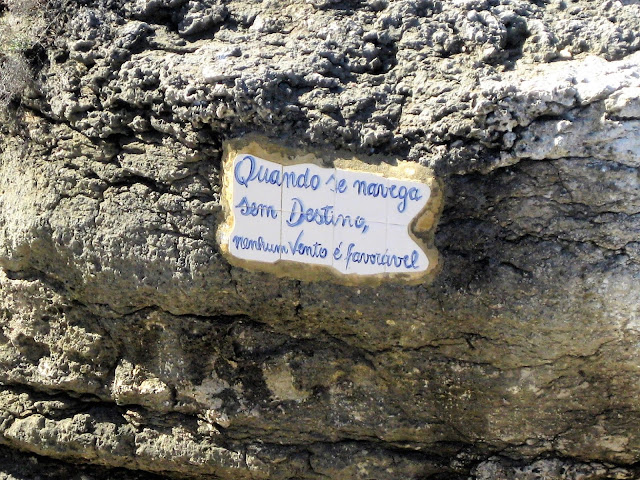 Quando se navega
sem Destino,
nenhum Vento é favorável